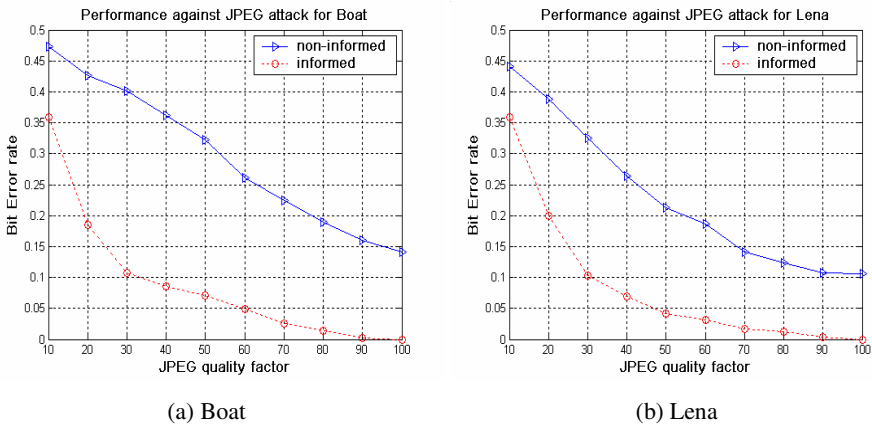 Performance against JPEG attack for Boat
0.5
0.45
0.4
0.35
0.3
0.25
0.2
0.15
0.1
0.05
0
Bit Error rate
non-informed
informed
10 20 30 40 50 60 70 80 90 100
JPEG quality factor
(a) Boat
Performance against JPEG attack for Lena
0.5
0.45
0.4
0.35
0.3
0.25
0.2
0.15
0.1
0.05
0
Bit Error rate
non-informed
informed
10 20 30 40 50 60 70 80 90 100
JPEG quality factor
(b) Lena